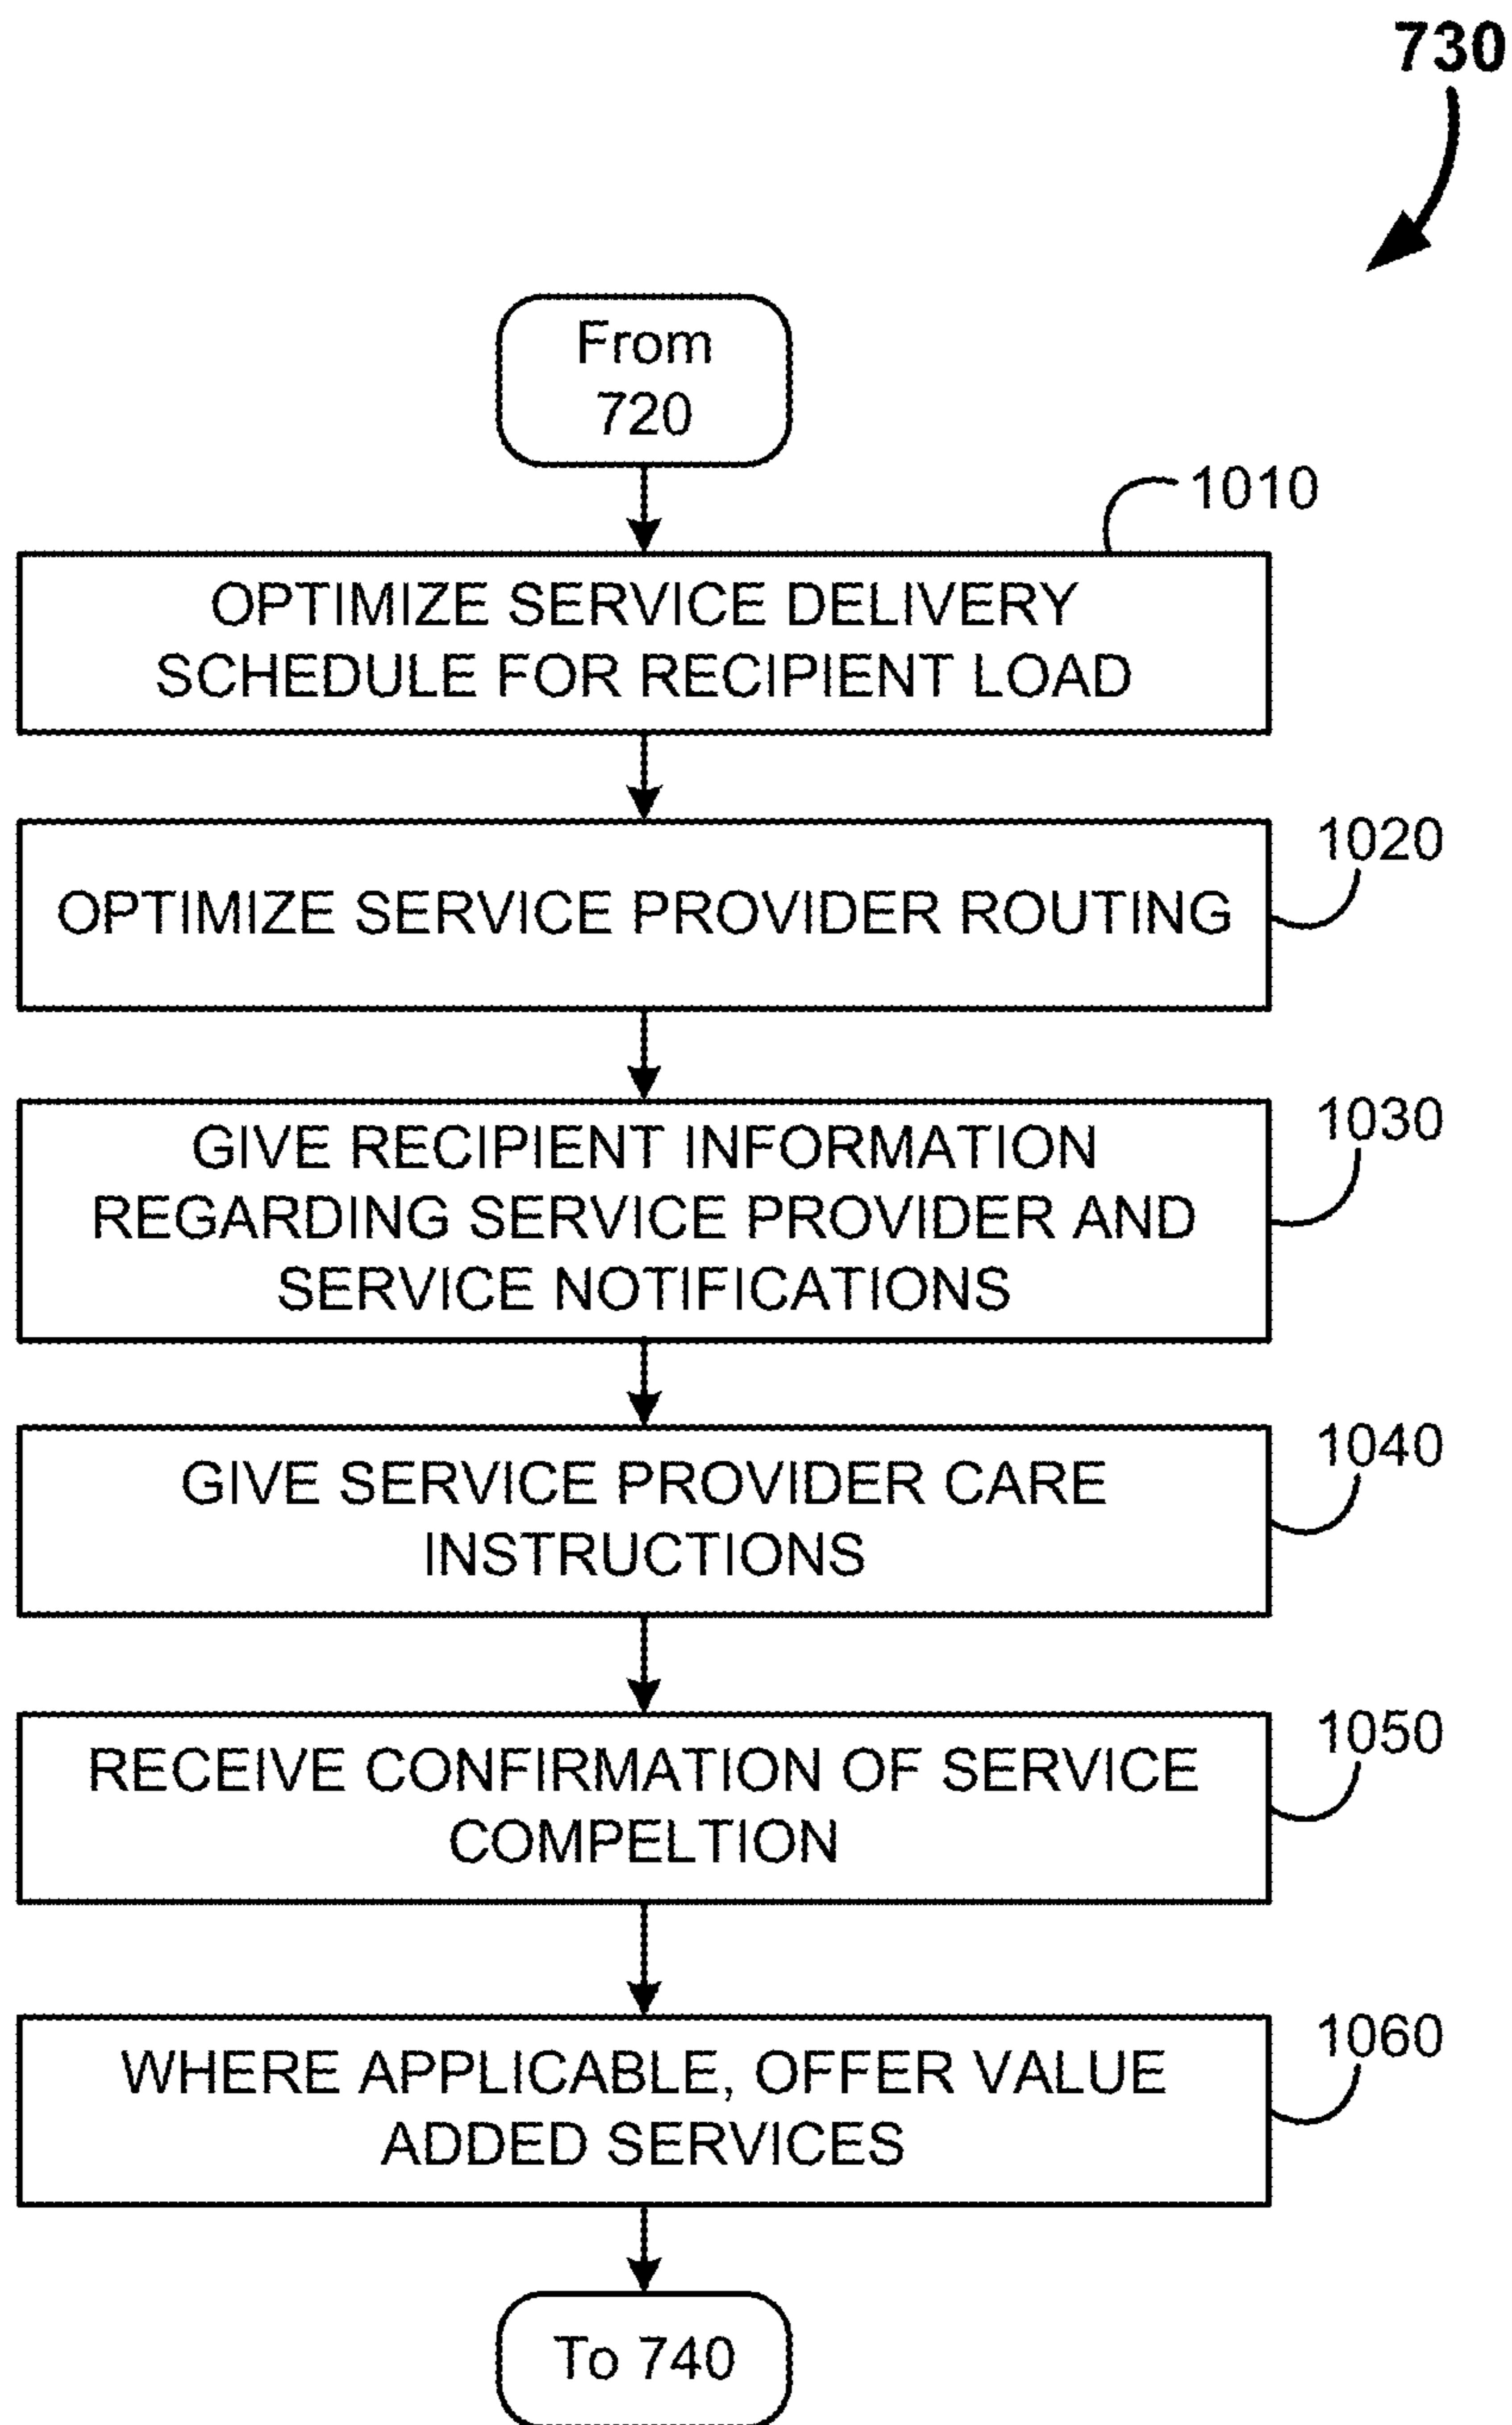 730
From
720
1010
OPTIMIZE SERVICE DELIVERY
SCHEDULE FOR RECIPIENT LOAD
1020
OPTIMIZE SERVICE PROVIDER ROUTING
1030
GIVE RECIPIENT INFORMATION
REGARDING SERVICE PROVIDER AND
SERVICE NOTIFICATIONS
1040
GIVE SERVICE PROVIDER CARE
INSTRUCTIONS
1050
RECEIVE CONFIRMATION OF SERVICE
COMPELTION
1060
WHERE APPLICABLE, OFFER VALUE
ADDED SERVICES
To 740